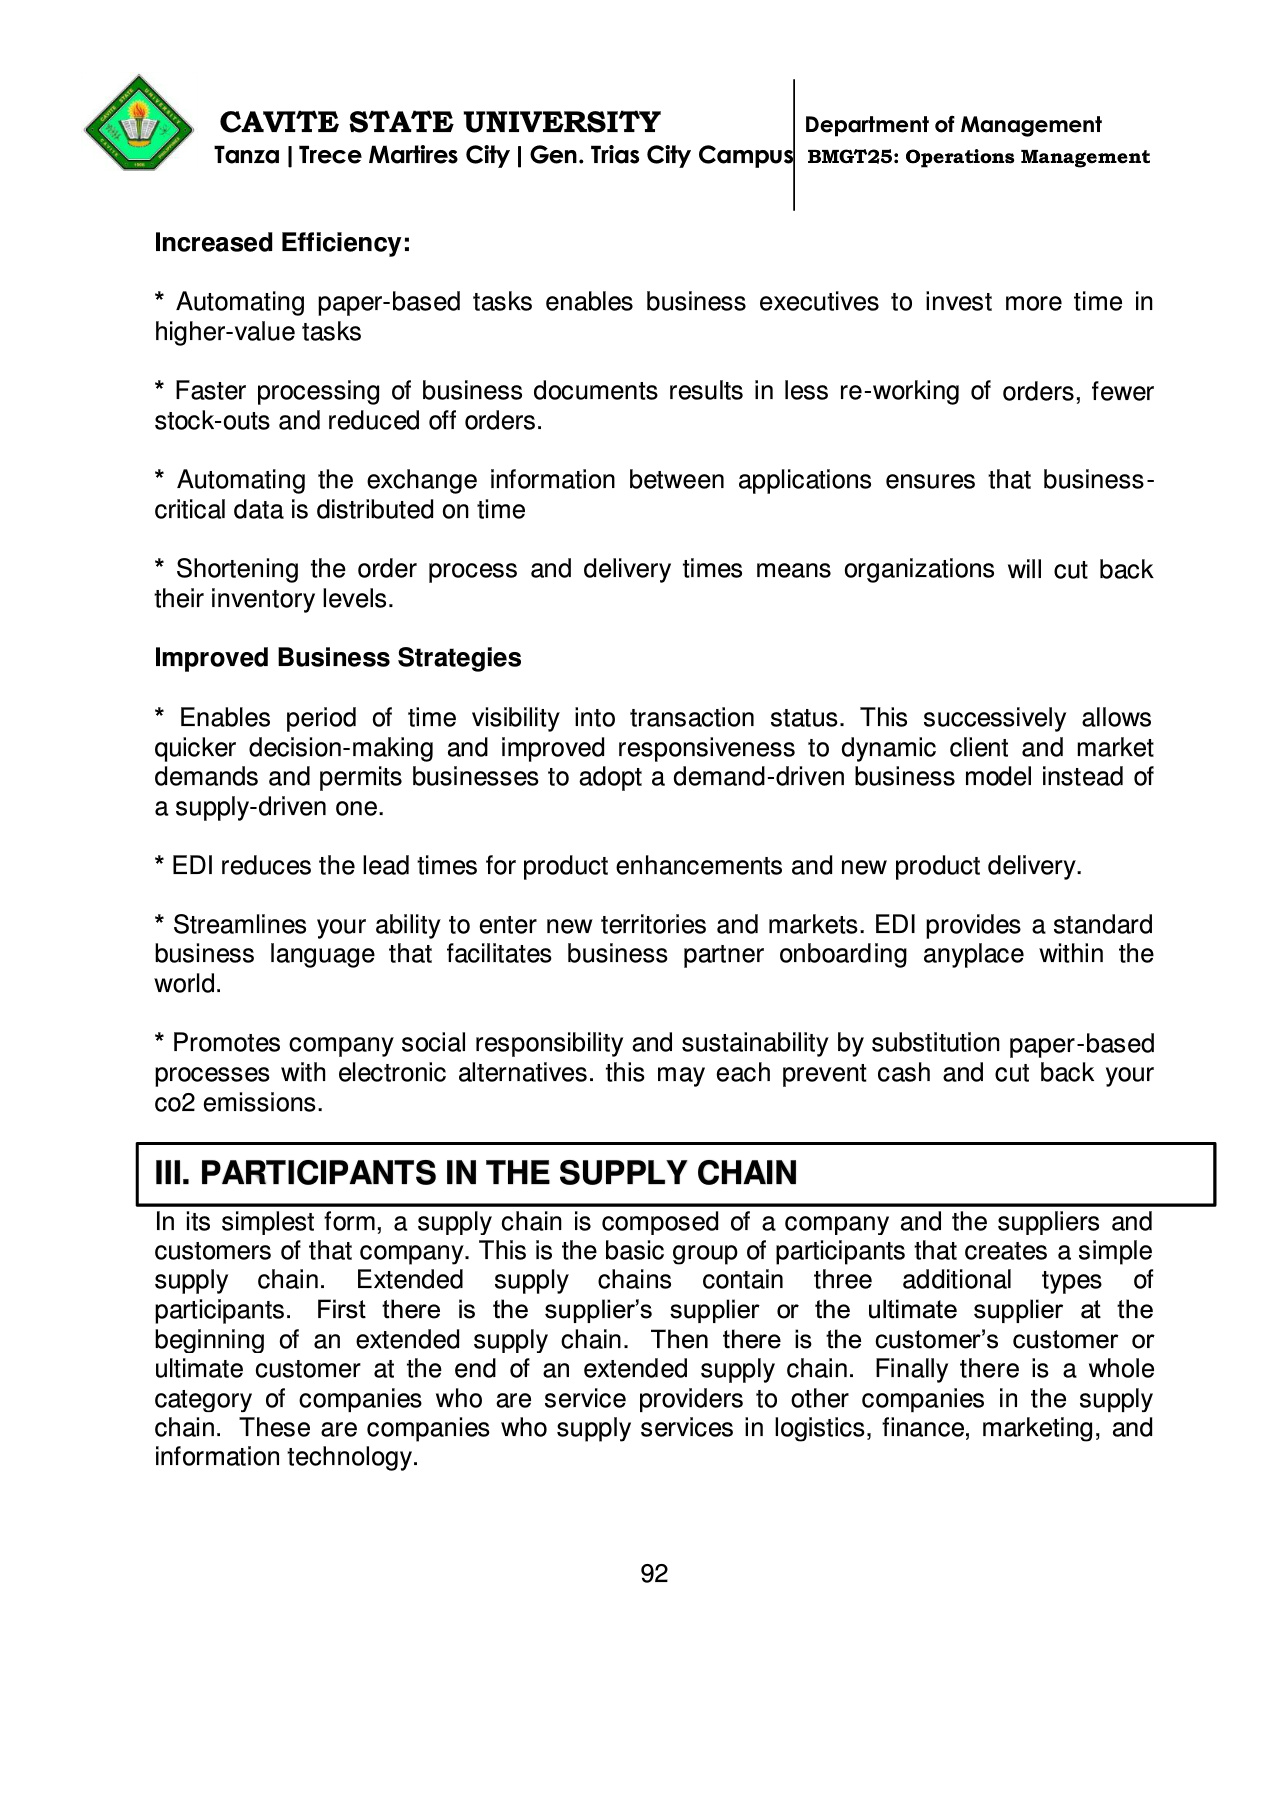 CAVITE STATE UNIVERSITY
Tanza | Trece Martires City | Gen. Trias City Campus
Department of Management
BMGT25: Operations Management
Increased Efficiency:
* Automating paper-based tasks enables business executives to invest more time in
higher-value tasks
* Faster processing of business documents results in less re-working of orders, fewer
stock-outs and reduced off orders.
* Automating the exchange information between applications ensures that business-
critical data is distributed on time
* Shortening the order process and delivery times means organizations will cut back
their inventory levels.
Improved Business Strategies
* Enables period of time visibility into transaction status. This successively allows
quicker decision-making and improved responsiveness to dynamic client and market
demands and permits businesses to adopt a demand-driven business model instead of
a supply-driven one.
* EDI reduces the lead times for product enhancements and new product delivery.
* Streamlines your ability to enter new territories and markets. EDI provides a standard
business language that facilitates business partner onboarding anyplace within the
world.
* Promotes company social responsibility and sustainability by substitution paper-based
processes with electronic alternatives. this may each prevent cash and cut back your
co2 emissions.
III. PARTICIPANTS IN THE SUPPLY CHAIN
In its simplest form, a supply chain is composed of a company and the suppliers and
customers of that company. This is the basic group of participants that creates a simple
supply chain. Extended supply chains contain three additional types of
participants. First there is the supplier’s supplier or the ultimate supplier at the
beginning of an extended supply chain. Then there is the customer’s customer or
ultimate customer at the end of an extended supply chain. Finally there is a whole
category of companies who are service providers to other companies in the supply
chain. These are companies who supply services in logistics, finance, marketing, and
information technology.
92